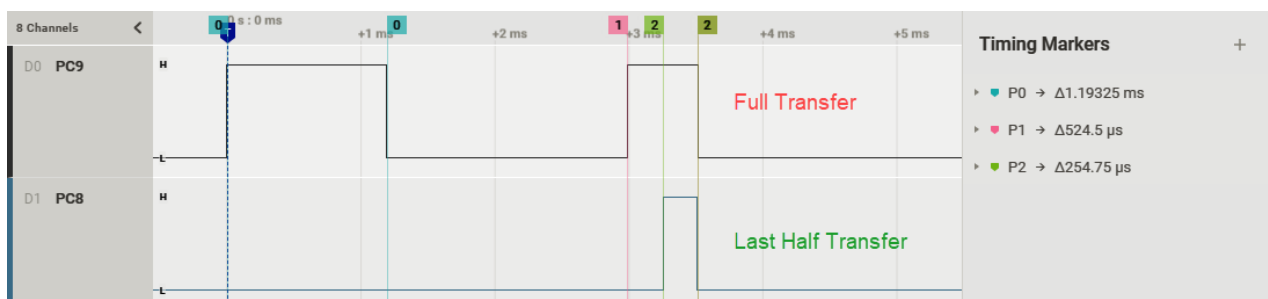 8 Channels
0 s : 0 ms
0
0
1
2
2
+1 ms
+2 ms
+3 ms
+4 ms
+5 ms
D0 PC9
H
L
Full Transfer
D1 PC8
H
L
Last Half Transfer
Timing Markers
P0 → Δ1.19325 ms
P1 → Δ524.5 µs
P2 → Δ254.75 µs